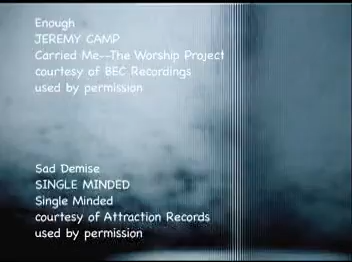 Enough
JEREMY CAMP
Carried Me--The Worship Project
courtesy of BEC Recordings
used by permission
Sad Demise
SINGLE MINDED
Single Minded
courtesy of Attraction Records
used by permission